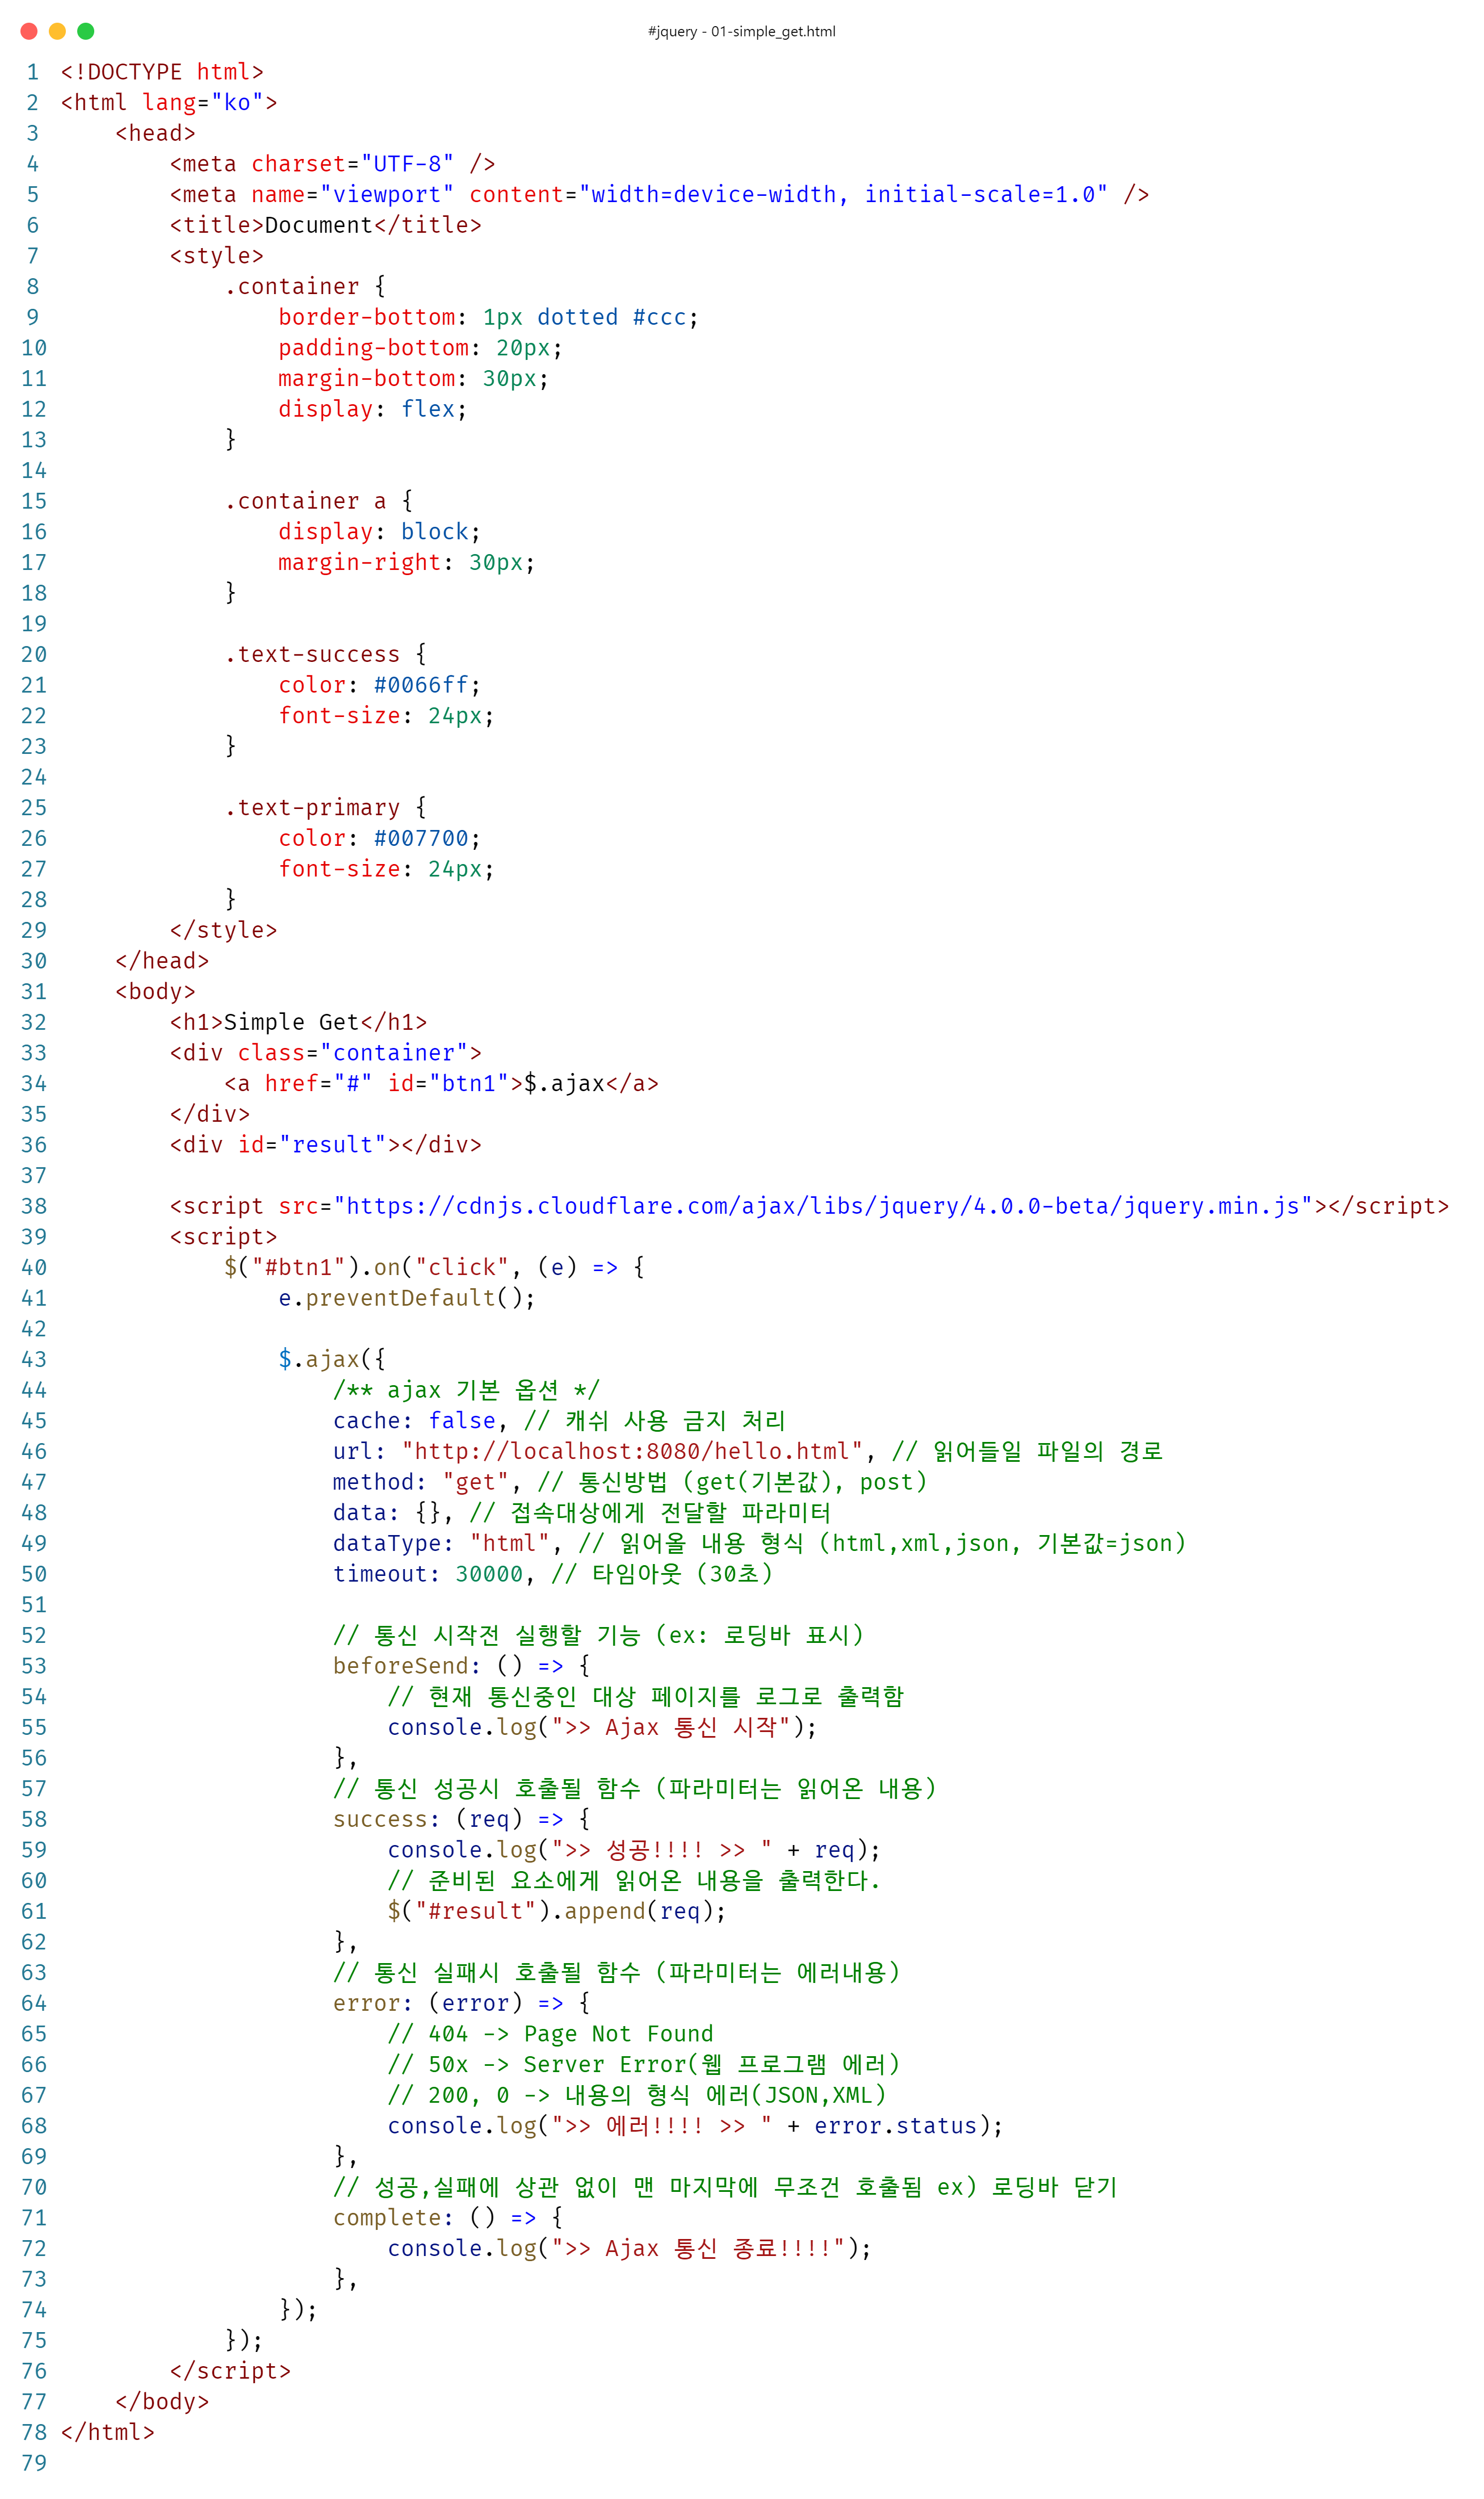 #jquery - 01-simple_get.html
1 <!DOCTYPE html>
2 <html lang="ko">
3     <head>
4         <meta charset="UTF-8" />
5         <meta name="viewport" content="width=device-width, initial-scale=1.0" />
6         <title>Document</title>
7         <style>
8             .container {
9                 border-bottom: 1px dotted #ccc;
10                 padding-bottom: 20px;
11                 margin-bottom: 30px;
12                 display: flex;
13             }
14
15             .container a {
16                 display: block;
17                 margin-right: 30px;
18             }
19
20             .text-success {
21                 color: #0066ff;
22                 font-size: 24px;
23             }
24
25             .text-primary {
26                 color: #007700;
27                 font-size: 24px;
28             }
29         </style>
30     </head>
31     <body>
32         <h1>Simple Get</h1>
33         <div class="container">
34             <a href="#" id="btn1">$.ajax</a>
35         </div>
36         <div id="result"></div>
37
38         <script src="https://cdnjs.cloudflare.com/ajax/libs/jquery/4.0.0-beta/jquery.min.js"></script>
39         <script>
40             $("#btn1").on("click", (e) => {
41                 e.preventDefault();
42
43                 $.ajax({
44                     /** ajax 기본 옵션 */
45                     cache: false, // 캐쉬 사용 금지 처리
46                     url: "http://localhost:8080/hello.html", // 읽어들일 파일의 경로
47                     method: "get", // 통신방법 (get(기본값), post)
48                     data: {}, // 접속대상에게 전달할 파라미터
49                     dataType: "html", // 읽어올 내용 형식 (html,xml,json, 기본값=json)
50                     timeout: 30000, // 타임아웃 (30초)
51
52                     // 통신 시작전 실행할 기능 (ex: 로딩바 표시)
53                     beforeSend: () => {
54                         // 현재 통신중인 대상 페이지를 로그로 출력함
55                         console.log(">> Ajax 통신 시작");
56                     },
57                     // 통신 성공시 호출될 함수 (파라미터는 읽어온 내용)
58                     success: (req) => {
59                         console.log(">> 성공!!!! >> " + req);
60                         // 준비된 요소에게 읽어온 내용을 출력한다.
61                         $("#result").append(req);
62                     },
63                     // 통신 실패시 호출될 함수 (파라미터는 에러내용)
64                     error: (error) => {
65                         // 404 -> Page Not Found
66                         // 50x -> Server Error(웹 프로그램 에러)
67                         // 200, 0 -> 내용의 형식 에러(JSON,XML)
68                         console.log(">> 에러!!!! >> " + error.status);
69                     },
70                     // 성공,실패에 상관 없이 맨 마지막에 무조건 호출됨 ex) 로딩바 닫기
71                     complete: () => {
72                         console.log(">> Ajax 통신 종료!!!!");
73                     },
74                 });
75             });
76         </script>
77     </body>
78 </html>
79